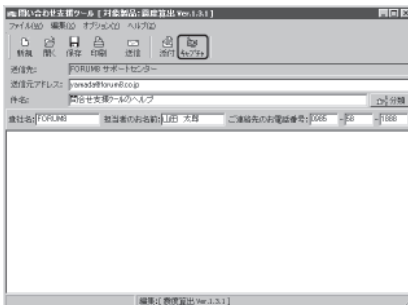 問い合わせ支援ツール [ 対象製品:震度算出 Ver.1.3.1 ]
ファイル(W) 編集(X) オプション(Y) ヘルプ(Z)
新規 開く 保存 印刷 送信 添付 キャプチャ
送信先: FORUM8 サポートセンター
送信元アドレス: yamada@forum8.co.jp
件名: 問合せ支援ツールのヘルプ 分類
貴社名: FORUM8 担当者のお名前: 山田 太郎 ご連絡先のお電話番号: 0985 - 58 - 1888
編集:[ 震度算出 Ver.1.3.1 ]